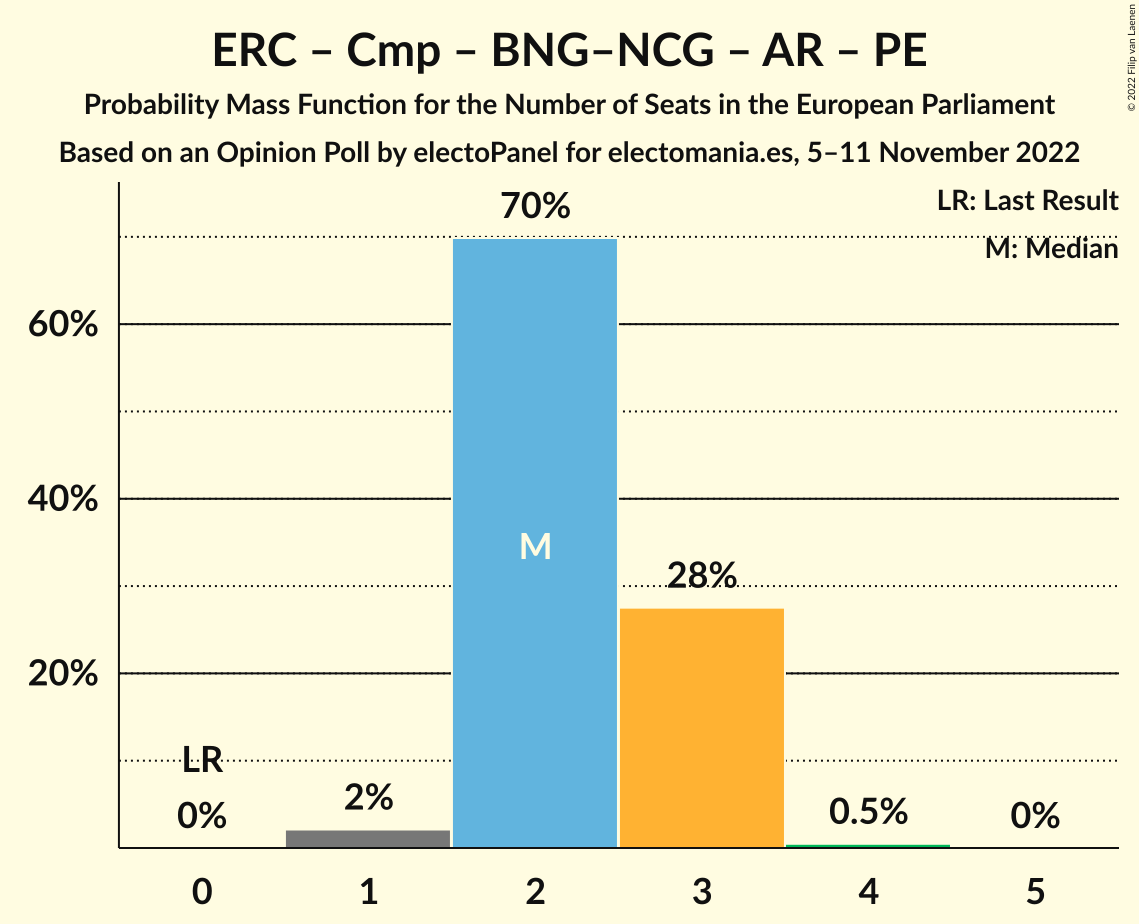 ERC – Cmp – BNG–NCG – AR – PE
Probability Mass Function for the Number of Seats in the European Parliament
Based on an Opinion Poll by electoPanel for electomania.es, 5–11 November 2022
© 2022 Filip van Laenen
LR: Last Result
M: Median
70%
60%
40%
20%
M
28%
LR
0%
2%
0.5%
0%
0 1 2 3 4 5